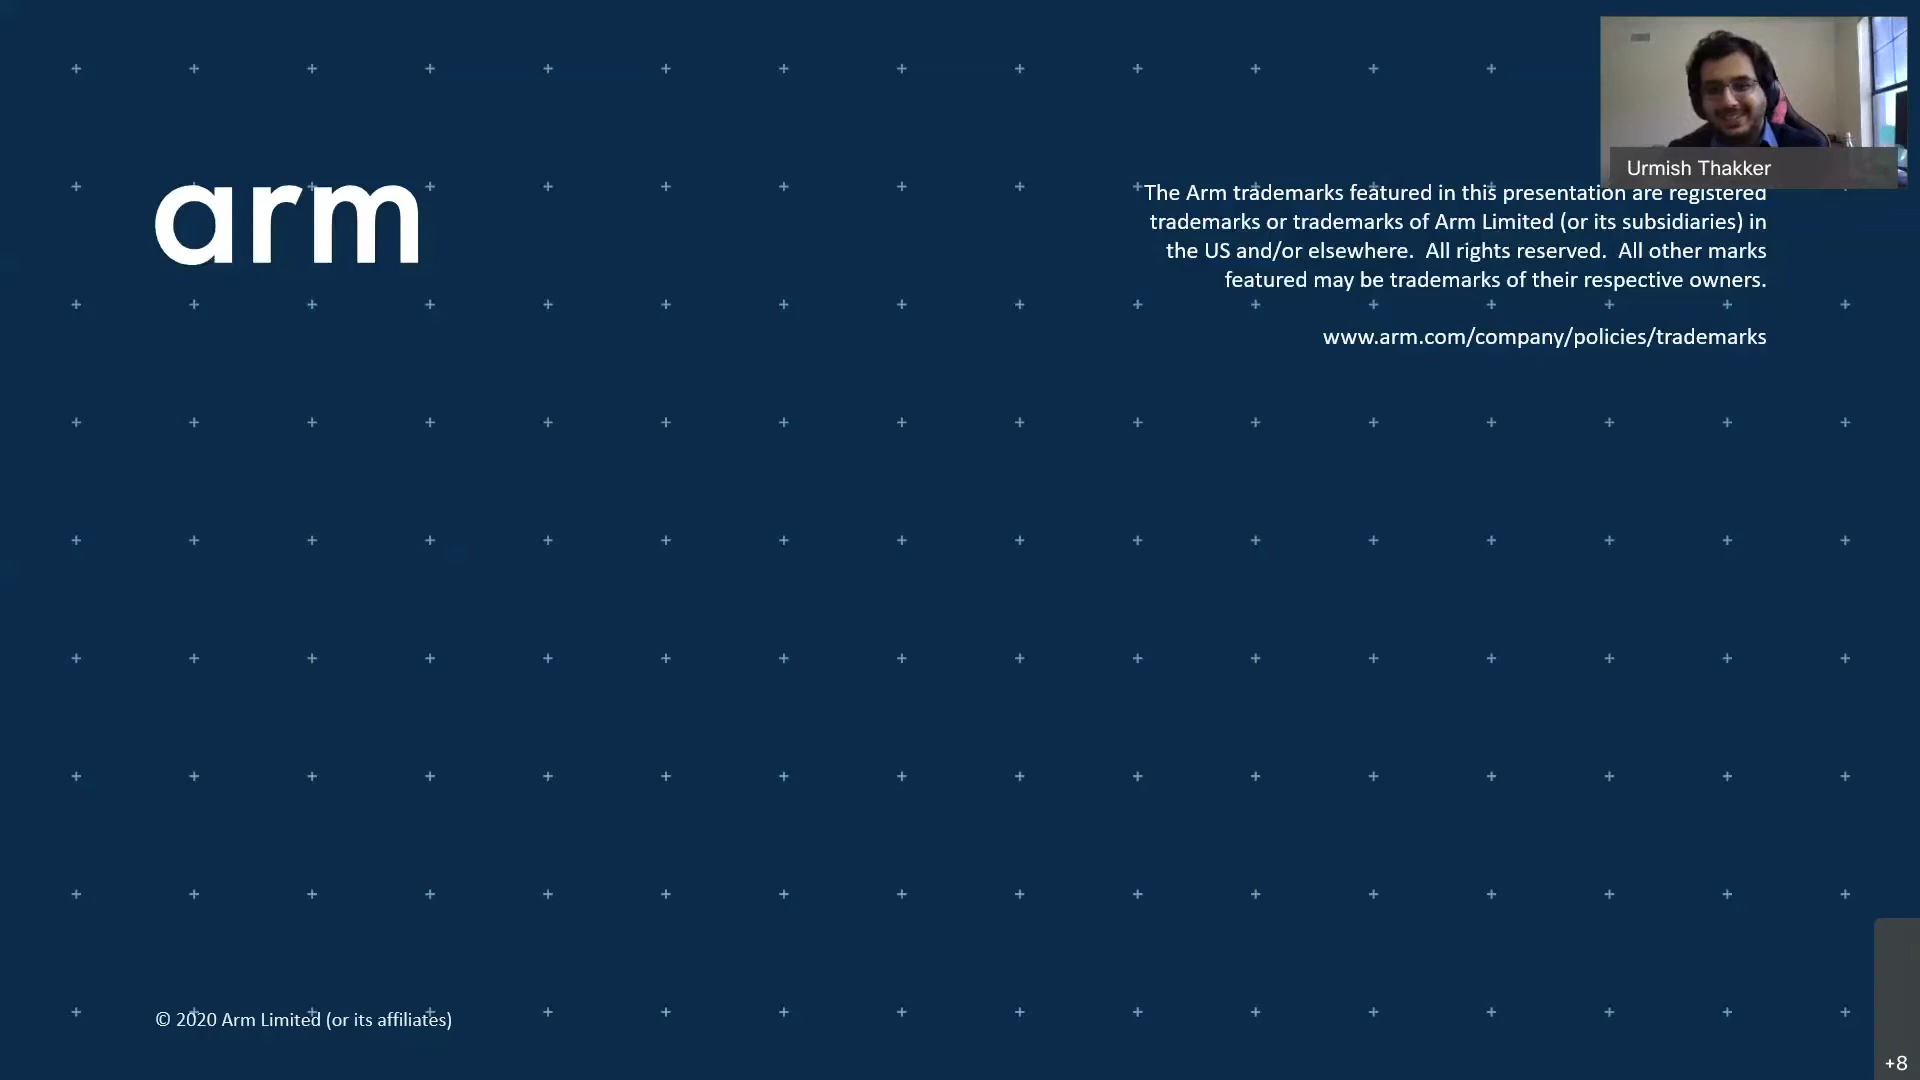 Urmish Thakker
arm
The Arm trademarks featured in this presentation are registered
trademarks or trademarks of Arm Limited (or its subsidiaries) in
the US and/or elsewhere.  All rights reserved.  All other marks
featured may be trademarks of their respective owners.
www.arm.com/company/policies/trademarks
© 2020 Arm Limited (or its affiliates)
+8